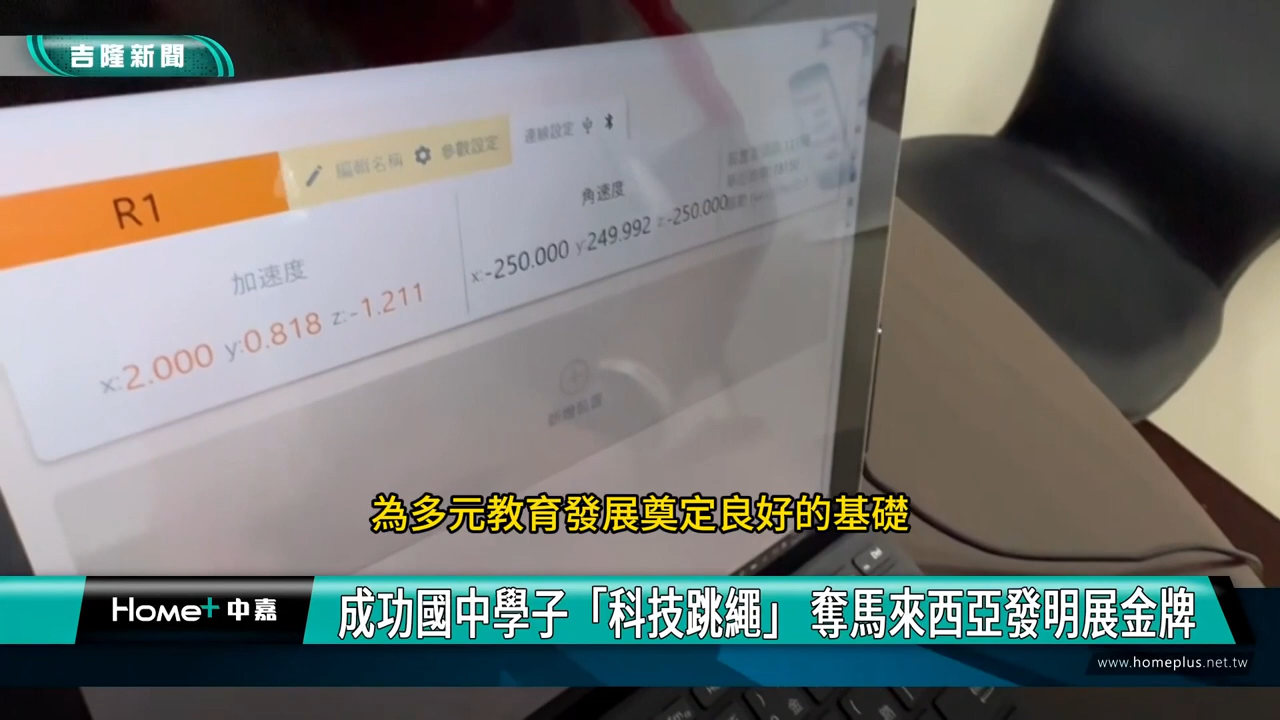 吉隆新聞
R1
編輯名稱 參數設定
連線設定
加速度
x:2.000 y:0.818 z:-1.211
角速度
x:-250.000 y:249.992 z:-250.000
新增裝置
為多元教育發展奠定良好的基礎
Home+中嘉
成功國中學子「科技跳繩」 奪馬來西亞發明展金牌
www.homeplus.net.tw